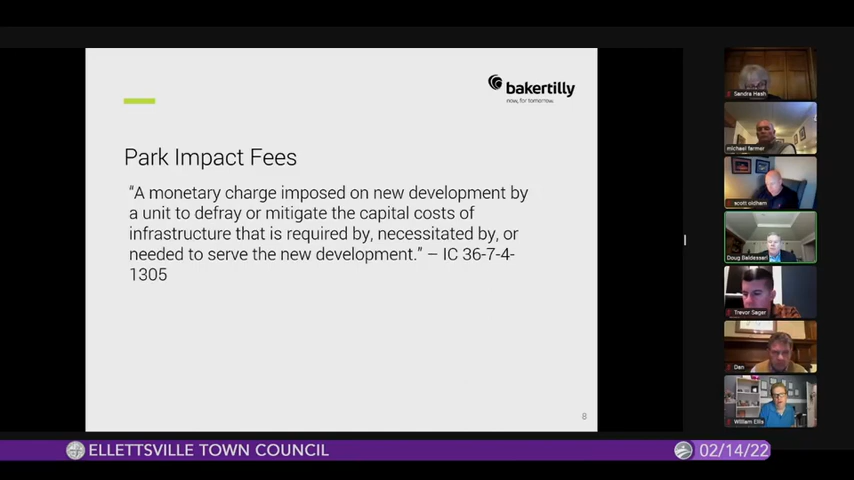 bakertilly
now, for tomorrow.
Park Impact Fees
"A monetary charge imposed on new development by
a unit to defray or mitigate the capital costs of
infrastructure that is required by, necessitated by, or
needed to serve the new development." – IC 36-7-4-
1305
8
Sandra Hash
michael farmer
scott oldham
Doug Baldessari
Trevor Sager
Dan
William Ellis
ELLETTSVILLE TOWN COUNCIL
02/14/22